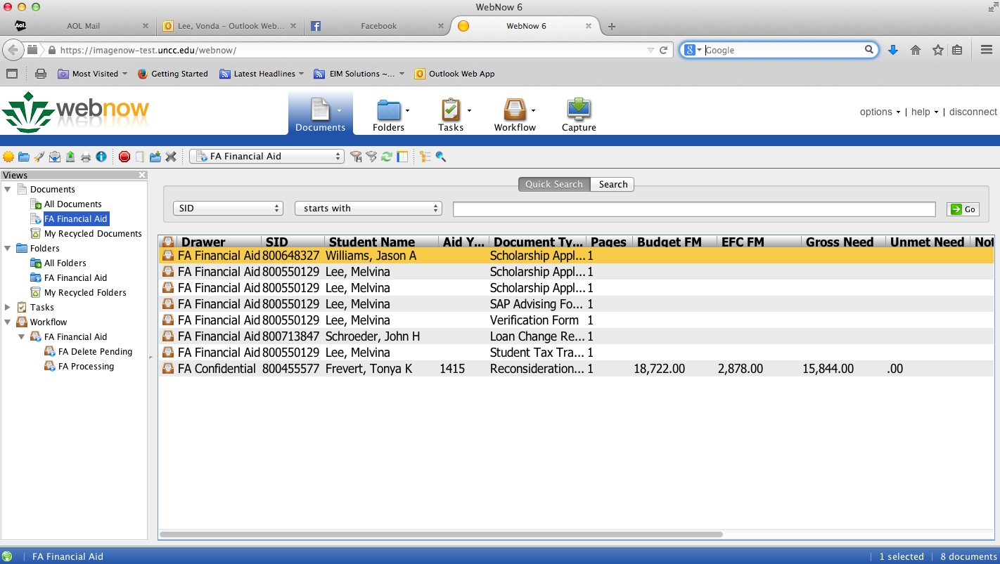 WebNow 6
Aol. AOL Mail Lee, Vonda – Outlook Web... Facebook WebNow 6
https://imagenow-test.uncc.edu/webnow/ Google
Most Visited Getting Started Latest Headlines EIM Solutions ~... Outlook Web App
webnow
Documents Folders Tasks Workflow Capture
options | help | disconnect
FA Financial Aid
Views
Documents
All Documents
FA Financial Aid
My Recycled Documents
Folders
All Folders
FA Financial Aid
My Recycled Folders
Tasks
Workflow
FA Financial Aid
FA Delete Pending
FA Processing
Quick Search Search
SID starts with Go
Drawer SID Student Name Aid Y... Document Ty... Pages Budget FM EFC FM Gross Need Unmet Need Not
FA Financial Aid 800648327 Williams, Jason A Scholarship Appl... 1
FA Financial Aid 800550129 Lee, Melvina Scholarship Appl... 1
FA Financial Aid 800550129 Lee, Melvina Scholarship Appl... 1
FA Financial Aid 800550129 Lee, Melvina SAP Advising Fo... 1
FA Financial Aid 800550129 Lee, Melvina Verification Form 1
FA Financial Aid 800713847 Schroeder, John H Loan Change Re... 1
FA Financial Aid 800550129 Lee, Melvina Student Tax Tra... 1
FA Confidential 800455577 Frevert, Tonya K 1415 Reconsideration... 1 18,722.00 2,878.00 15,844.00 .00
FA Financial Aid 1 selected 8 documents